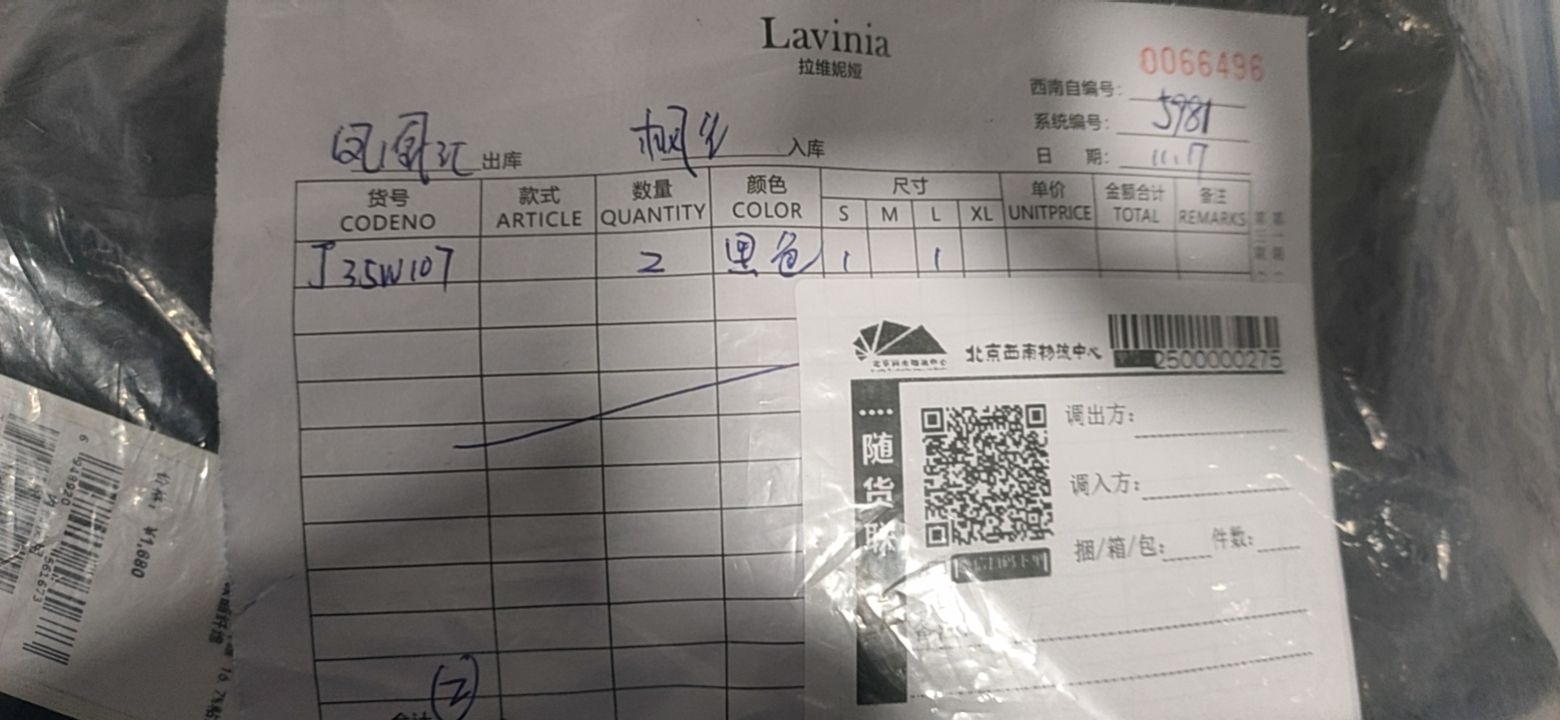 Lavinia
拉维妮娅
0066496
西南自编号:
系统编号: 5981
日 期: 11.17
凤凰汇 出库 入库
货号 款式 数量 颜色 尺寸 单价 金额合计 备注
CODENO ARTICLE QUANTITY COLOR S M L XL UNITPRICE TOTAL REMARKS
J35W107 2 黑色 1 1
北京西南物流中心
2500000275
随货联
调出方:
调入方:
捆/箱/包: 件数:
合计 2
¥1,680